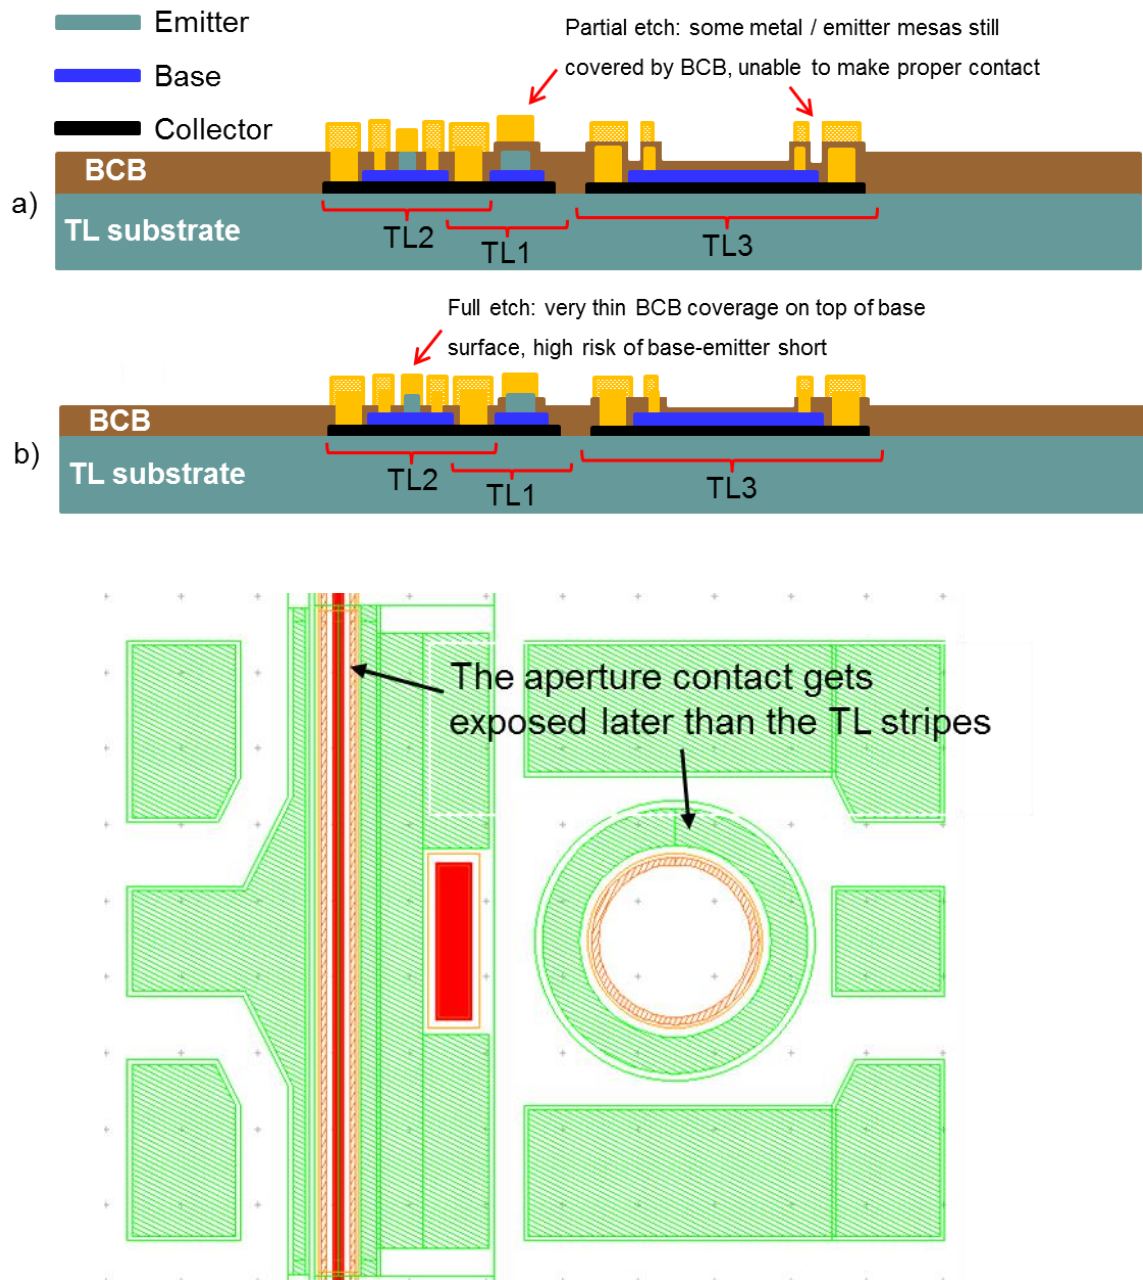 Emitter
Base
Collector
Partial etch: some metal / emitter mesas still
covered by BCB, unable to make proper contact
BCB
a)
TL substrate
TL2
TL1
TL3
Full etch: very thin BCB coverage on top of base
surface, high risk of base-emitter short
BCB
b)
TL substrate
TL2
TL1
TL3
The aperture contact gets
exposed later than the TL stripes